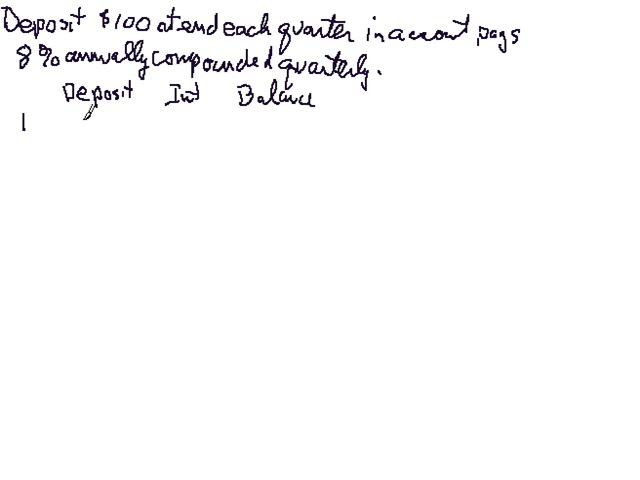 Deposit $100 at end each quarter in account pays
8% annually compounded quarterly.
Deposit Int Balance
1